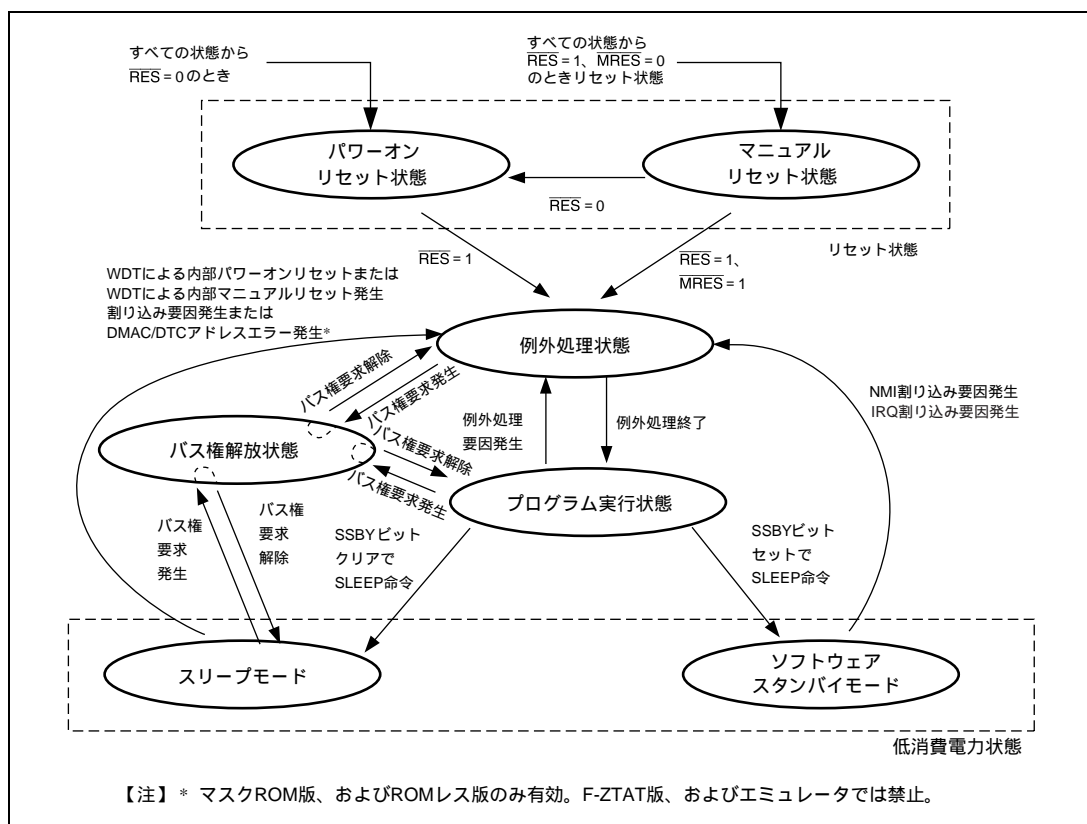 すべての状態から
RES = 0 のとき
すべての状態から
RES = 1、MRES = 0
のときリセット状態
パワーオン
リセット状態
マニュアル
リセット状態
RES = 0
リセット状態
RES = 1
RES = 1、
MRES = 1
WDTによる内部パワーオンリセットまたは
WDTによる内部マニュアルリセット発生
割り込み要因発生または
DMAC/DTCアドレスエラー発生*
例外処理状態
バス権要求解除
バス権要求発生
NMI割り込み要因発生
IRQ割り込み要因発生
例外処理
要因発生
例外処理終了
バス権解放状態
バス権要求解除
バス権要求発生
プログラム実行状態
バス権
要求
発生
バス権
要求
解除
SSBYビット
クリアで
SLEEP命令
SSBYビット
セットで
SLEEP命令
スリープモード
ソフトウェア
スタンバイモード
低消費電力状態
【注】* マスクROM版、およびROMレス版のみ有効。F-ZTAT版、およびエミュレータでは禁止。